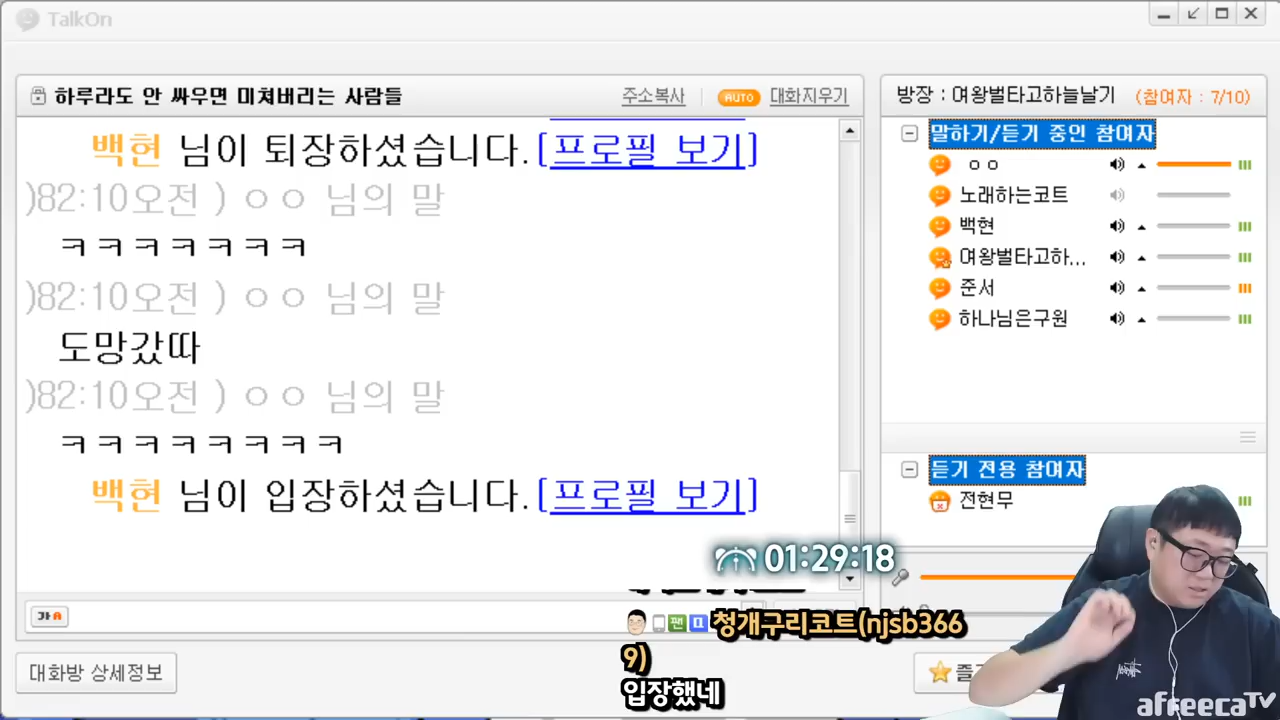 TalkOn
하루라도 안 싸우면 미쳐버리는 사람들
주소복사
AUTO
대화지우기
백현 님이 퇴장하셨습니다.[프로필 보기]
)82:10오전 ) ㅇㅇ 님의 말
ㅋㅋㅋㅋㅋㅋㅋ
)82:10오전 ) ㅇㅇ 님의 말
도망갔따
)82:10오전 ) ㅇㅇ 님의 말
ㅋㅋㅋㅋㅋㅋㅋㅋ
백현 님이 입장하셨습니다.[프로필 보기]
가
대화방 상세정보
방장 : 여왕벌타고하늘날기 (참여자 : 7/10)
말하기/듣기 중인 참여자
ㅇㅇ
노래하는코트
백현
여왕벌타고하...
준서
하나님은구원
듣기 전용 참여자
전현무
01:29:18
팬 청개구리코트(njsb366
9)
입장했네
afreecaTV